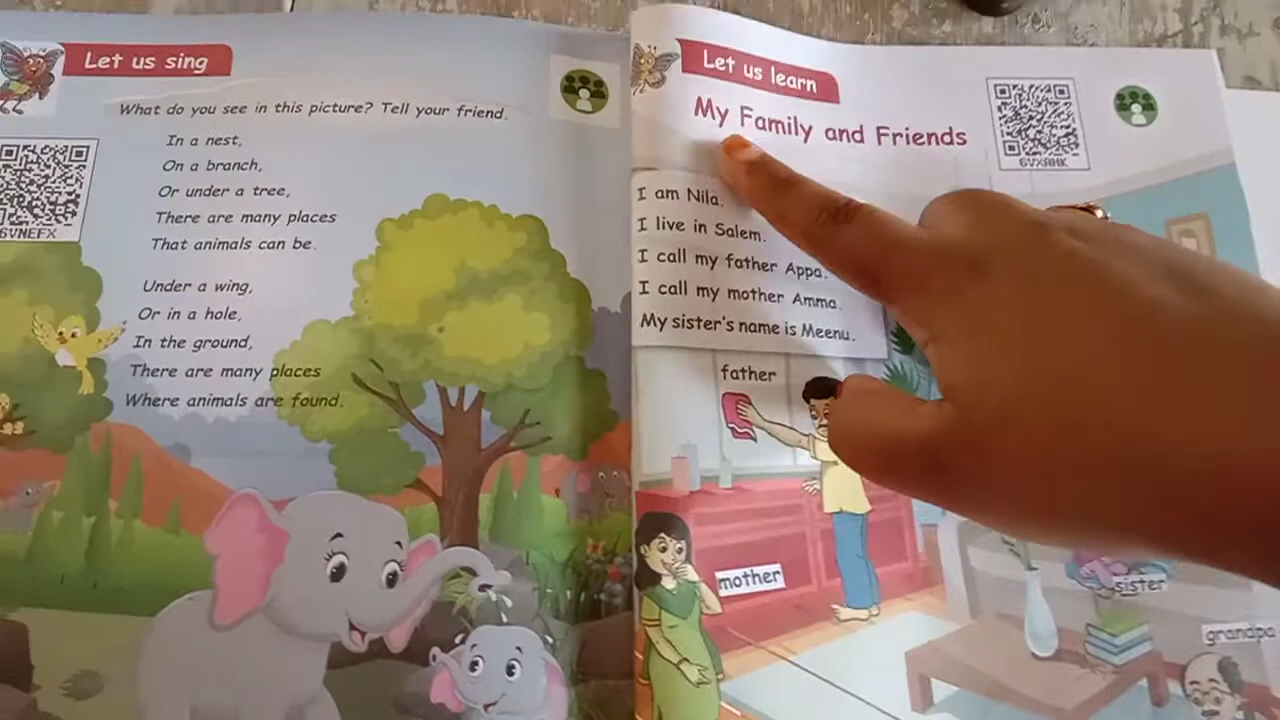 Let us sing
What do you see in this picture? Tell your friend.
In a nest,
On a branch,
Or under a tree,
There are many places
That animals can be.
Under a wing,
Or in a hole,
In the ground,
There are many places
Where animals are found.
6VNEFX
Let us learn
My Family and Friends
6VXRHK
I am Nila.
I live in Salem.
I call my father Appa.
I call my mother Amma.
My sister's name is Meenu.
father
mother
sister
grandpa